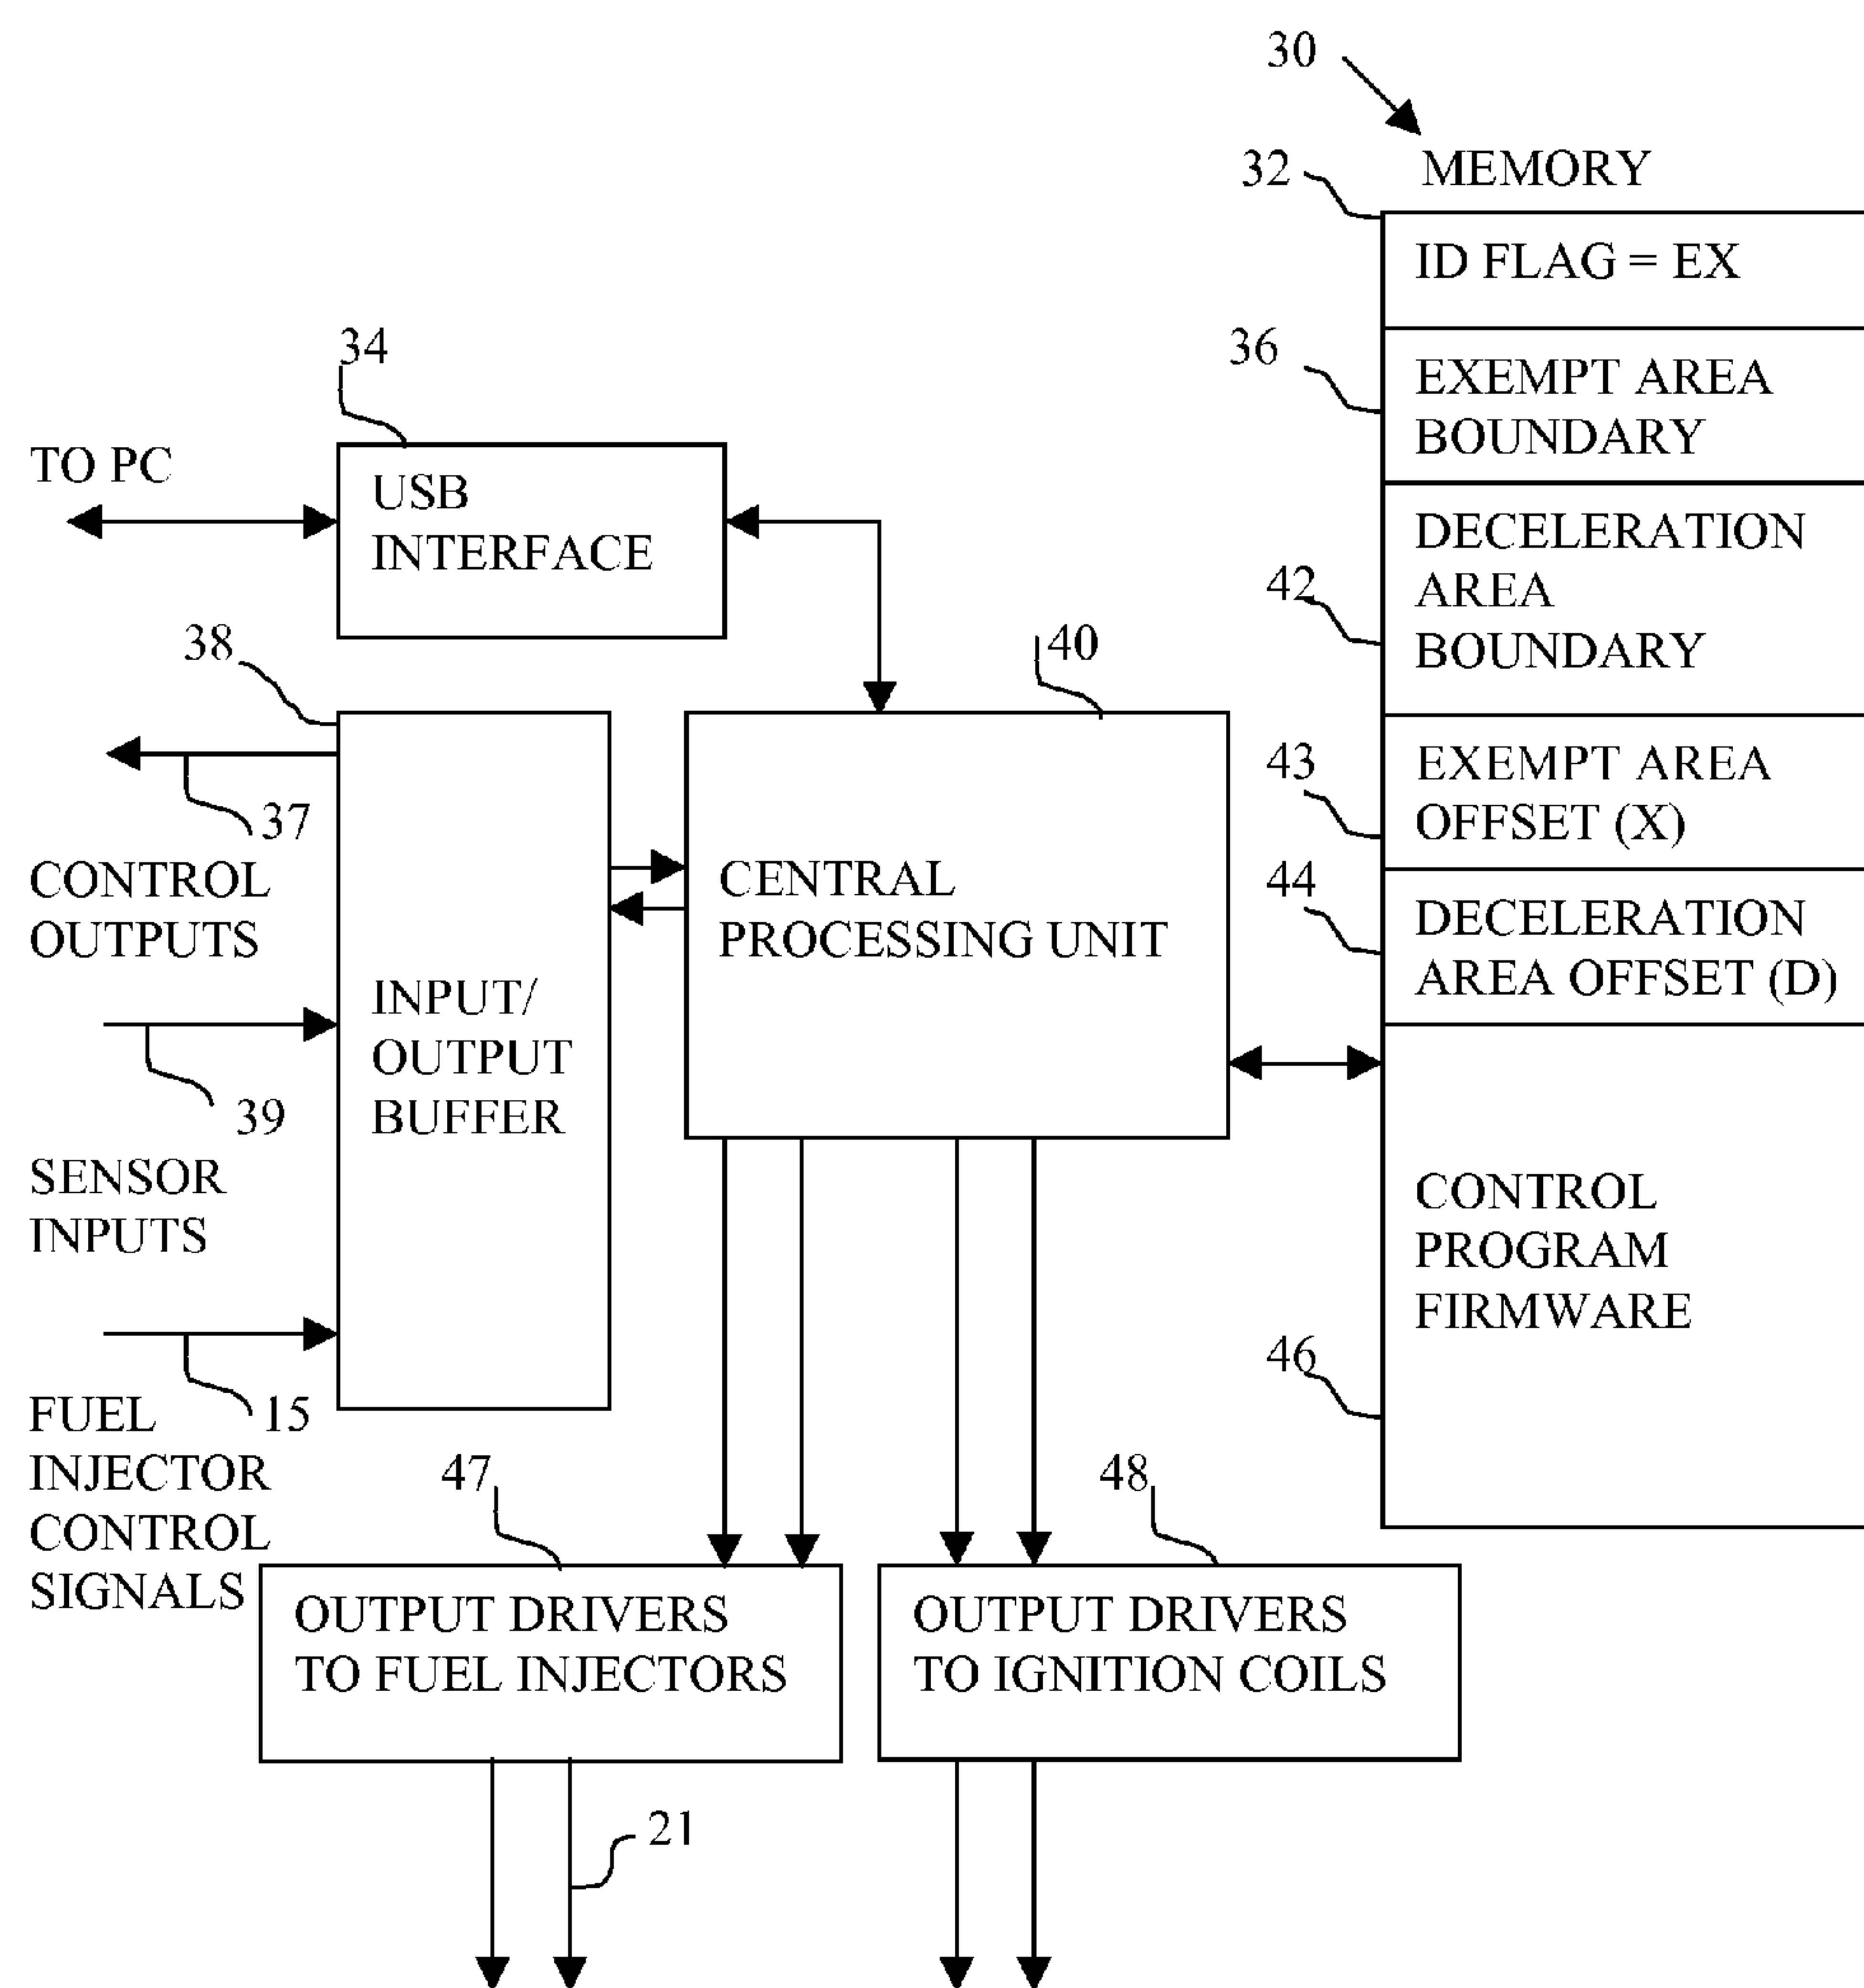 30
MEMORY
32
ID FLAG = EX
36
EXEMPT AREA
BOUNDARY
34
TO PC
USB
INTERFACE
DECELERATION
AREA
BOUNDARY
42
38
40
43
EXEMPT AREA
OFFSET (X)
37
CONTROL
OUTPUTS
CENTRAL
PROCESSING UNIT
44
DECELERATION
AREA OFFSET (D)
INPUT/
OUTPUT
BUFFER
39
SENSOR
INPUTS
CONTROL
PROGRAM
FIRMWARE
46
15
FUEL
INJECTOR
CONTROL
SIGNALS
47
48
OUTPUT DRIVERS
TO FUEL INJECTORS
OUTPUT DRIVERS
TO IGNITION COILS
21